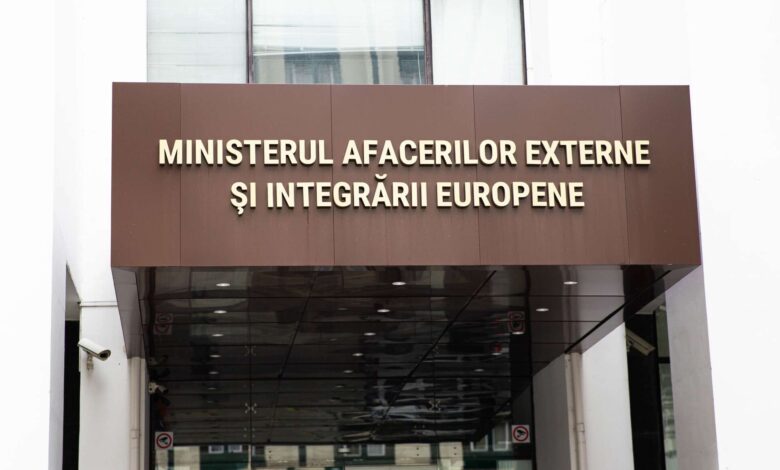 MINISTERUL AFACERILOR EXTERNE
ŞI INTEGRĂRII EUROPENE